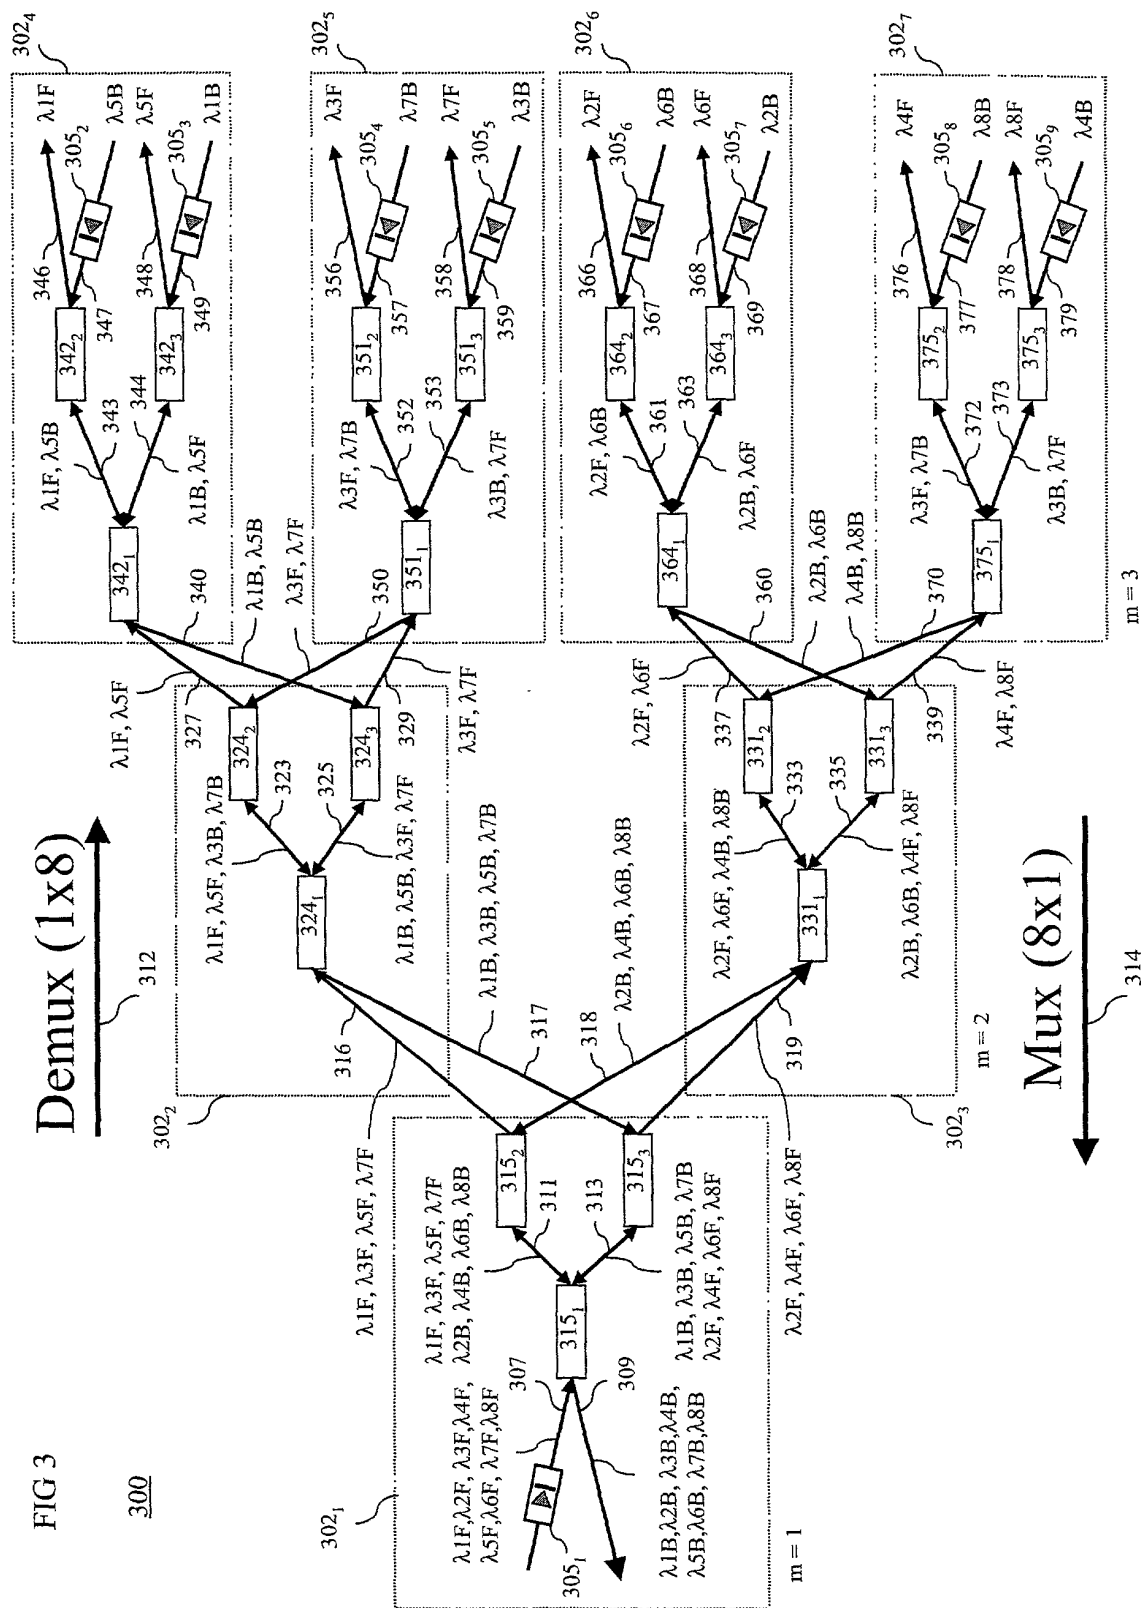 FIG 3
300
Demux (1x8)
312
302₁
λ1F,λ2F, λ3F,λ4F,
λ5F,λ6F, λ7F,λ8F
305₁
307
309
λ1B,λ2B, λ3B,λ4B,
λ5B,λ6B, λ7B,λ8B
m = 1
315₁
λ1F, λ3F, λ5F, λ7F
λ2B, λ4B, λ6B, λ8B
311
313
λ1B, λ3B, λ5B, λ7B
λ2F, λ4F, λ6F, λ8F
315₂
315₃
λ1F, λ3F, λ5F, λ7F
λ2F, λ4F, λ6F, λ8F
316
317
318
319
λ1B, λ3B, λ5B, λ7B
λ2B, λ4B, λ6B, λ8B
302₂
324₁
λ1F, λ5F, λ3B, λ7B
323
325
λ1B, λ5B, λ3F, λ7F
324₂
324₃
302₃
m = 2
331₁
λ2F, λ6F, λ4B, λ8B
333
335
λ2B, λ6B, λ4F, λ8F
331₂
331₃
λ1F, λ5F
327
329
λ3F, λ7F
340
λ1B, λ5B
λ3F, λ7F
350
λ2F, λ6F
337
339
λ4F, λ8F
360
λ2B, λ6B
λ4B, λ8B
370
302₄
342₁
λ1F, λ5B
343
344
λ1B, λ5F
342₂
342₃
346
347
348
349
305₂
305₃
λ1F
λ5B
λ5F
λ1B
302₅
351₁
λ3F, λ7B
352
353
λ3B, λ7F
351₂
351₃
356
357
358
359
305₄
305₅
λ3F
λ7B
λ7F
λ3B
302₆
364₁
λ2F, λ6B
361
363
λ2B, λ6F
364₂
364₃
366
367
368
369
305₆
305₇
λ2F
λ6B
λ6F
λ2B
302₇
375₁
λ3F, λ7B
372
373
λ3B, λ7F
375₂
375₃
376
377
378
379
305₈
305₉
λ4F
λ8B
λ8F
λ4B
m = 3
Mux (8x1)
314